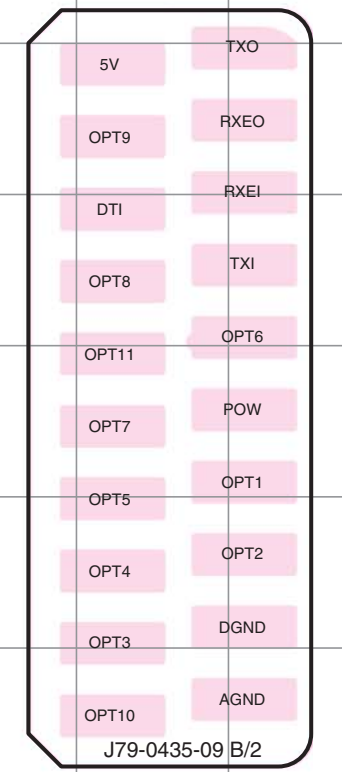 TXO
5V
RXEO
OPT9
RXEI
DTI
TXI
OPT8
OPT6
OPT11
POW
OPT7
OPT1
OPT5
OPT2
OPT4
DGND
OPT3
AGND
OPT10
J79-0435-09 B/2